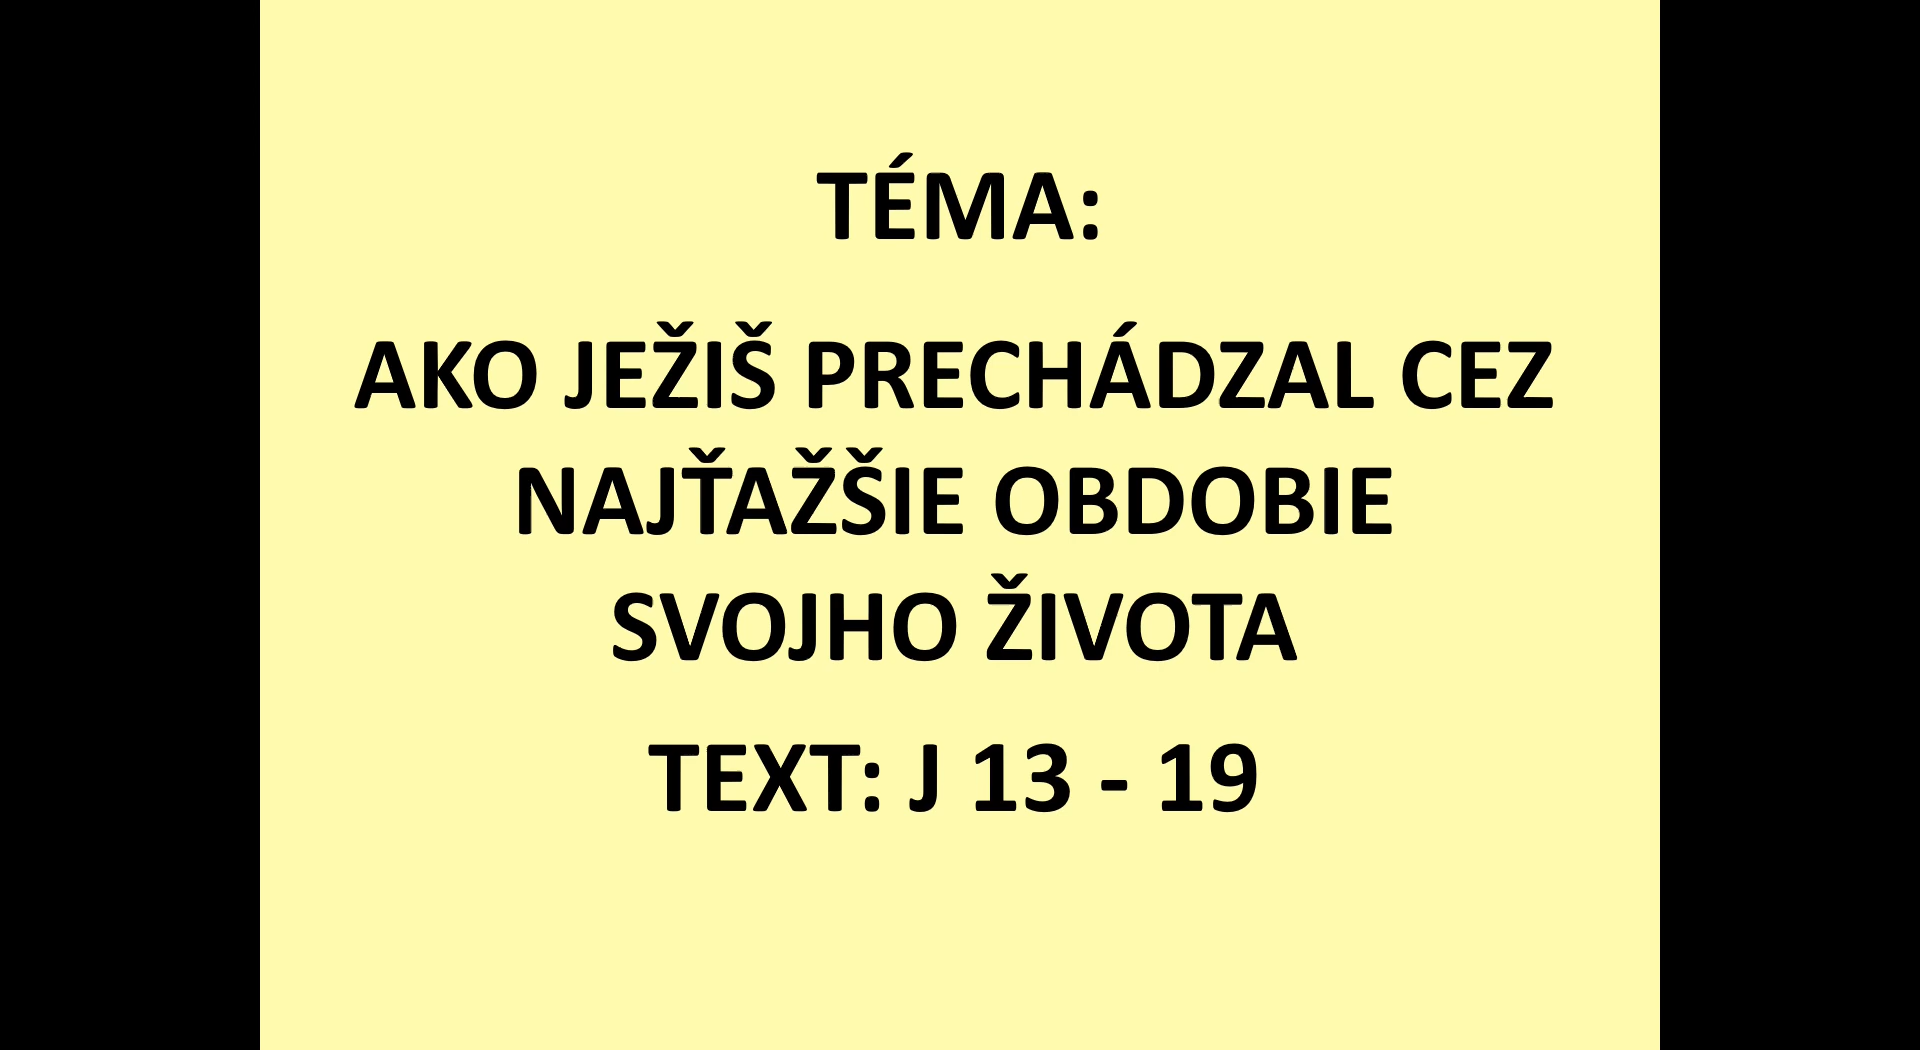 TÉMA:
AKO JEŽIŠ PRECHÁDZAL CEZ
NAJŤAŽŠIE OBDOBIE
SVOJHO ŽIVOTA
TEXT: J 13 - 19